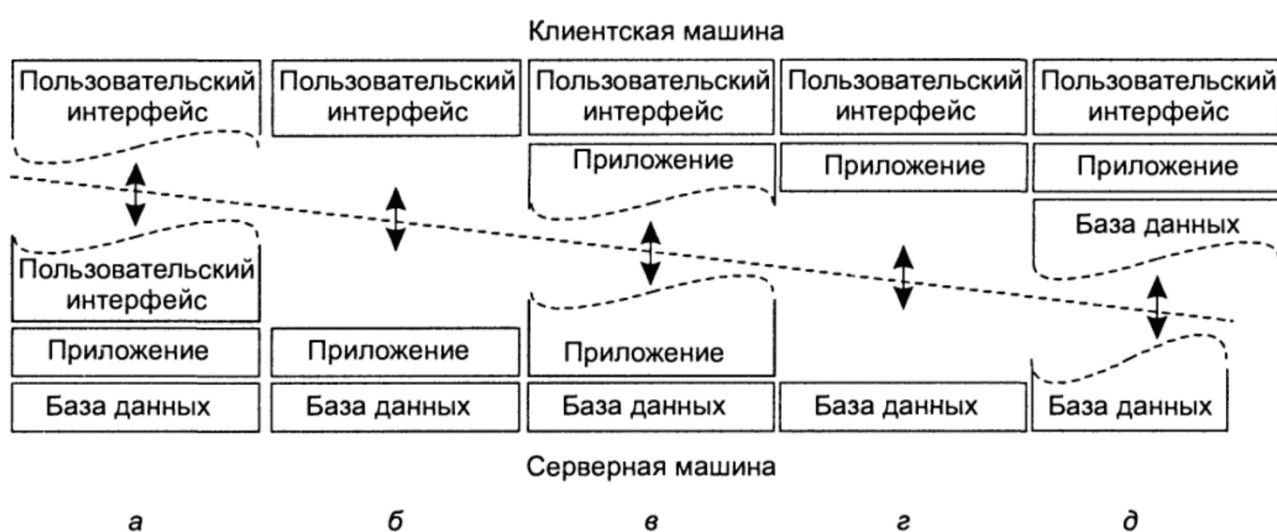 Клиентская машина
Пользовательский интерфейс
Пользовательский интерфейс
Пользовательский интерфейс
Пользовательский интерфейс
Пользовательский интерфейс
Приложение
Приложение
Приложение
База данных
Пользовательский интерфейс
Приложение
Приложение
Приложение
База данных
База данных
База данных
База данных
База данных
Серверная машина
а б в г д